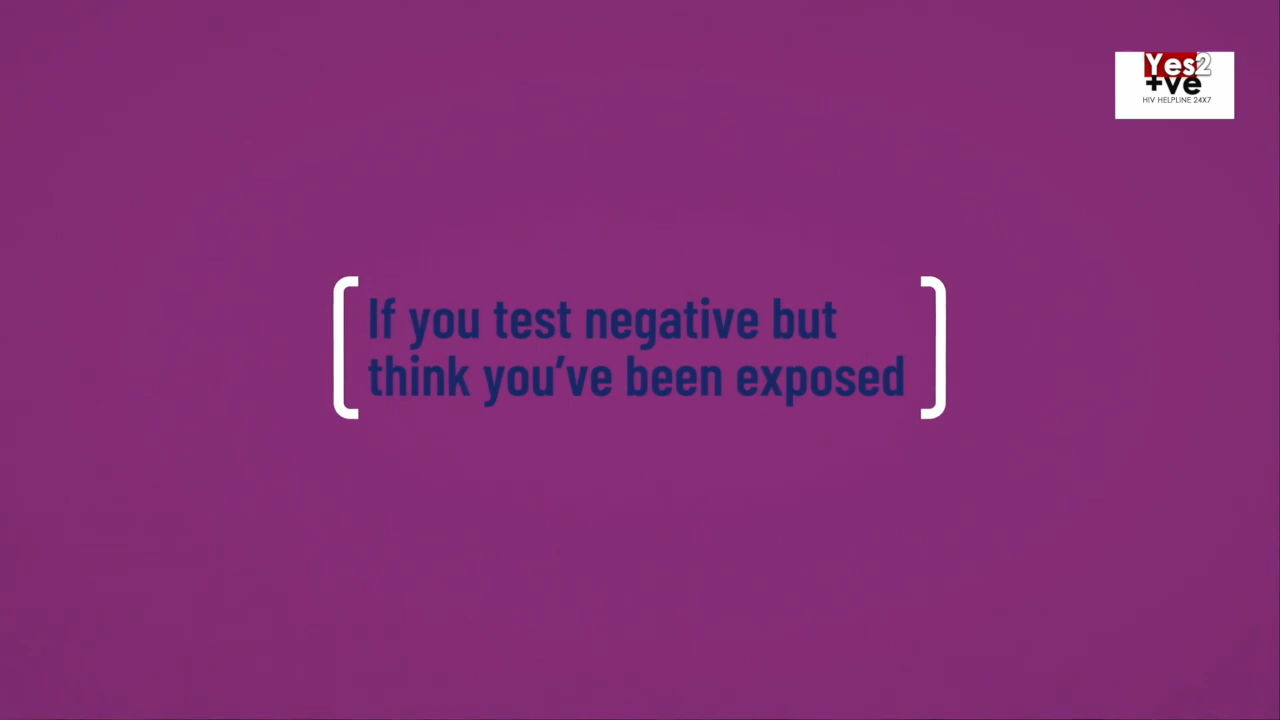 Yes2
+ve
HIV HELPLINE 24X7
If you test negative but
think you’ve been exposed